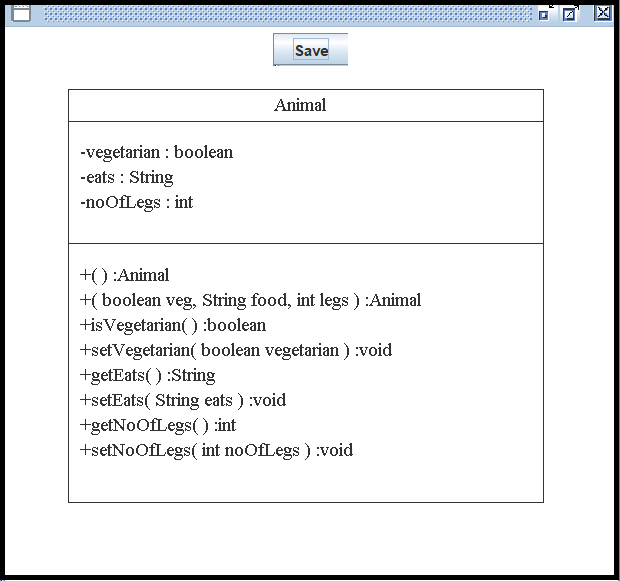 Save
Animal
-vegetarian : boolean
-eats : String
-noOfLegs : int
+( ) :Animal
+( boolean veg, String food, int legs ) :Animal
+isVegetarian( ) :boolean
+setVegetarian( boolean vegetarian ) :void
+getEats( ) :String
+setEats( String eats ) :void
+getNoOfLegs( ) :int
+setNoOfLegs( int noOfLegs ) :void